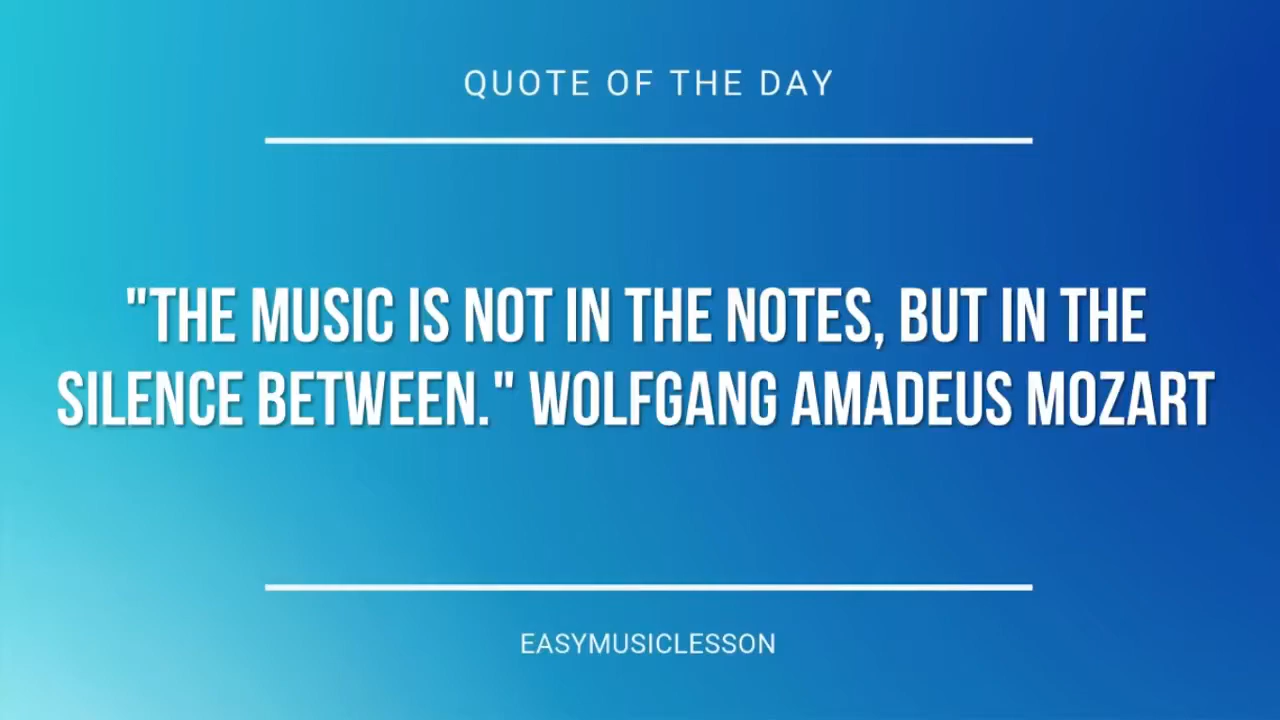 QUOTE OF THE DAY
"THE MUSIC IS NOT IN THE NOTES, BUT IN THE
SILENCE BETWEEN." WOLFGANG AMADEUS MOZART
EASYMUSICLESSON